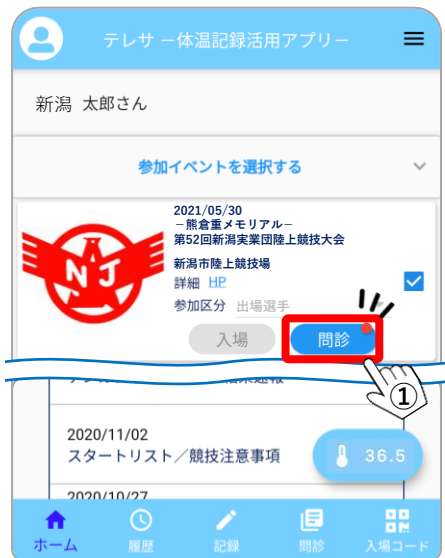 テレサ －体温記録活用アプリ－
新潟 太郎さん
参加イベントを選択する
2021/05/30
－熊倉重メモリアル－
第52回新潟実業団陸上競技大会
新潟市陸上競技場
詳細 HP
参加区分 出場選手
入場
問診
NJ
①
2020/11/02
スタートリスト／競技注意事項
36.5
2020/10/27
ホーム
履歴
記録
問診
入場コード